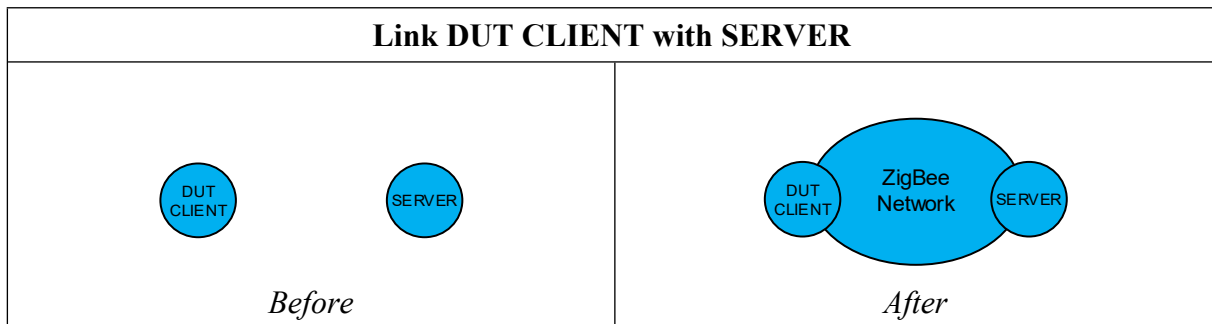 Link DUT CLIENT with SERVER
DUT
CLIENT
SERVER
Before
DUT
CLIENT
ZigBee
Network
SERVER
After